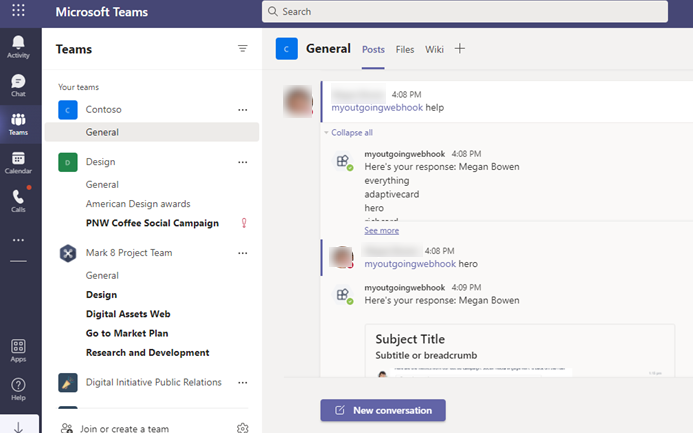 Microsoft Teams
Search
Activity
Chat
Teams
Calendar
Calls
Apps
Help
Teams
Your teams
C
Contoso
General
D
Design
General
American Design awards
PNW Coffee Social Campaign
Mark 8 Project Team
General
Design
Digital Assets Web
Go to Market Plan
Research and Development
Digital Initiative Public Relations
Join or create a team
C
General
Posts
Files
Wiki
4:08 PM
myoutgoingwebhook help
Collapse all
myoutgoingwebhook 4:08 PM
Here's your response: Megan Bowen
everything
adaptivecard
hero
See more
4:08 PM
myoutgoingwebhook hero
myoutgoingwebhook 4:09 PM
Here's your response: Megan Bowen
Subject Title
Subtitle or breadcrumb
New conversation